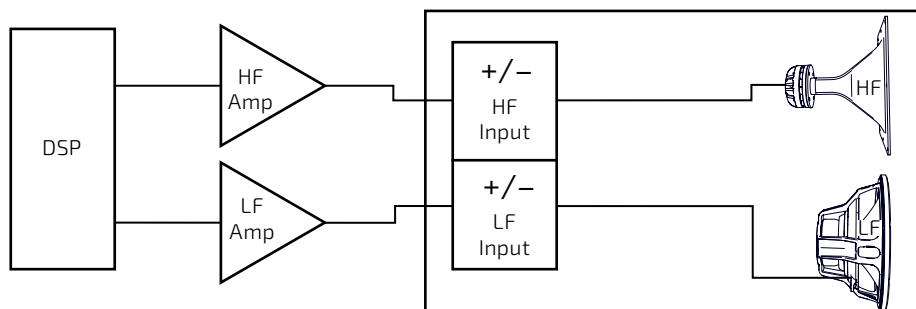 DSP
HF
Amp
LF
Amp
+/–
HF
Input
+/–
LF
Input
HF
LF